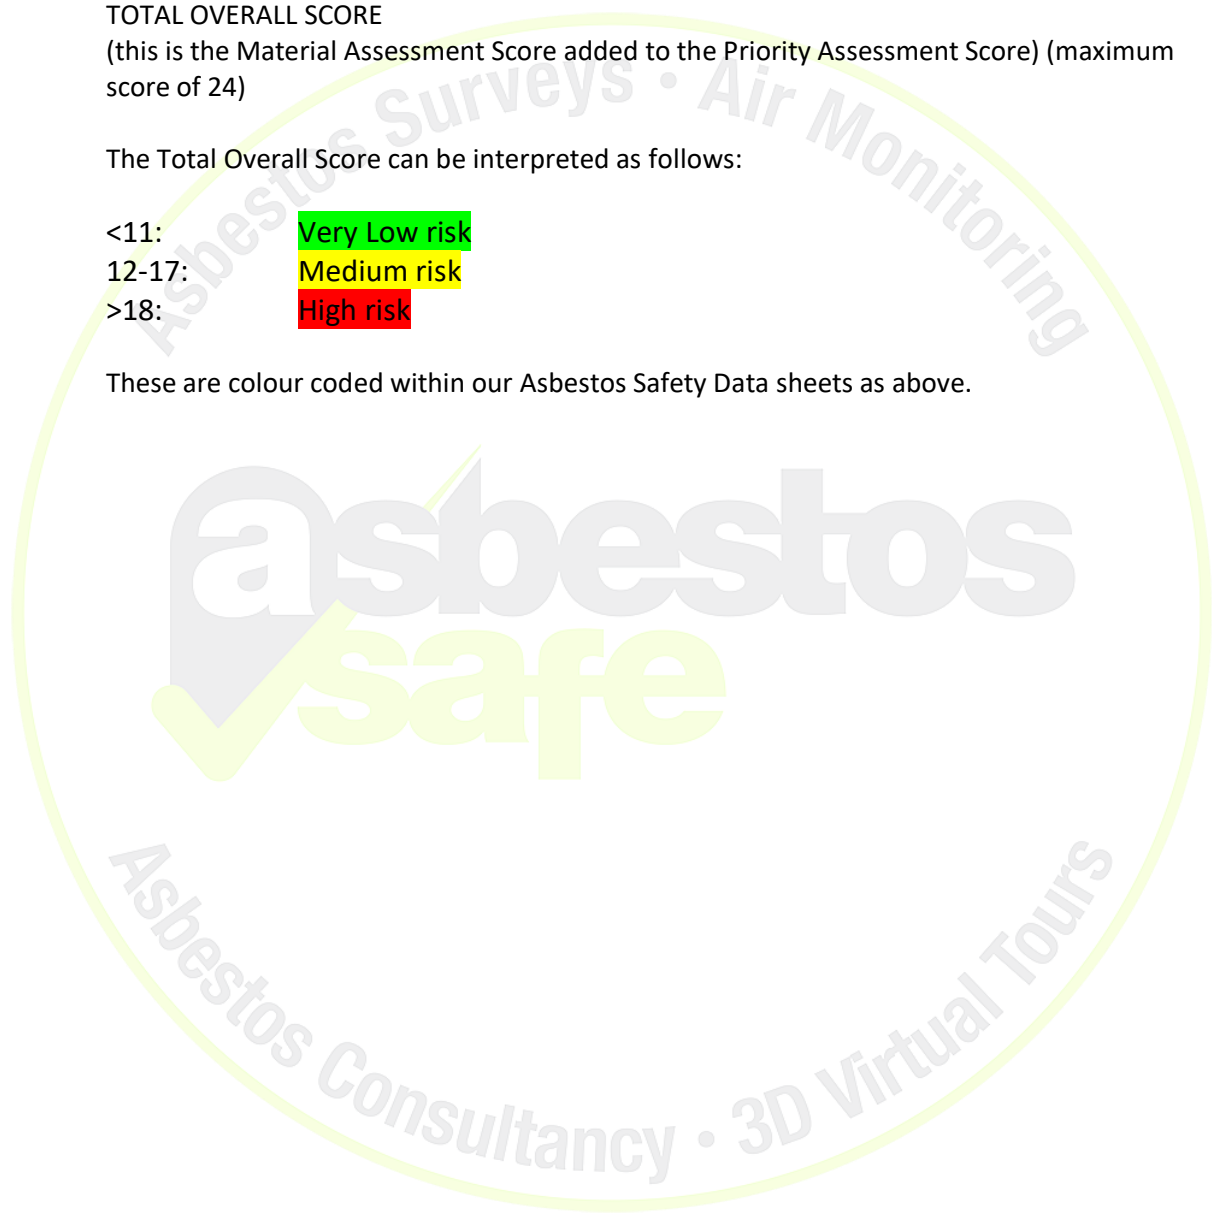 TOTAL OVERALL SCORE
(this is the Material Assessment Score added to the Priority Assessment Score) (maximum
score of 24)
The Total Overall Score can be interpreted as follows:
<11: Very Low risk
12-17: Medium risk
>18: High risk
These are colour coded within our Asbestos Safety Data sheets as above.
Asbestos Surveys • Air Monitoring
asbestos
safe
Asbestos Consultancy • 3D Virtual Tours